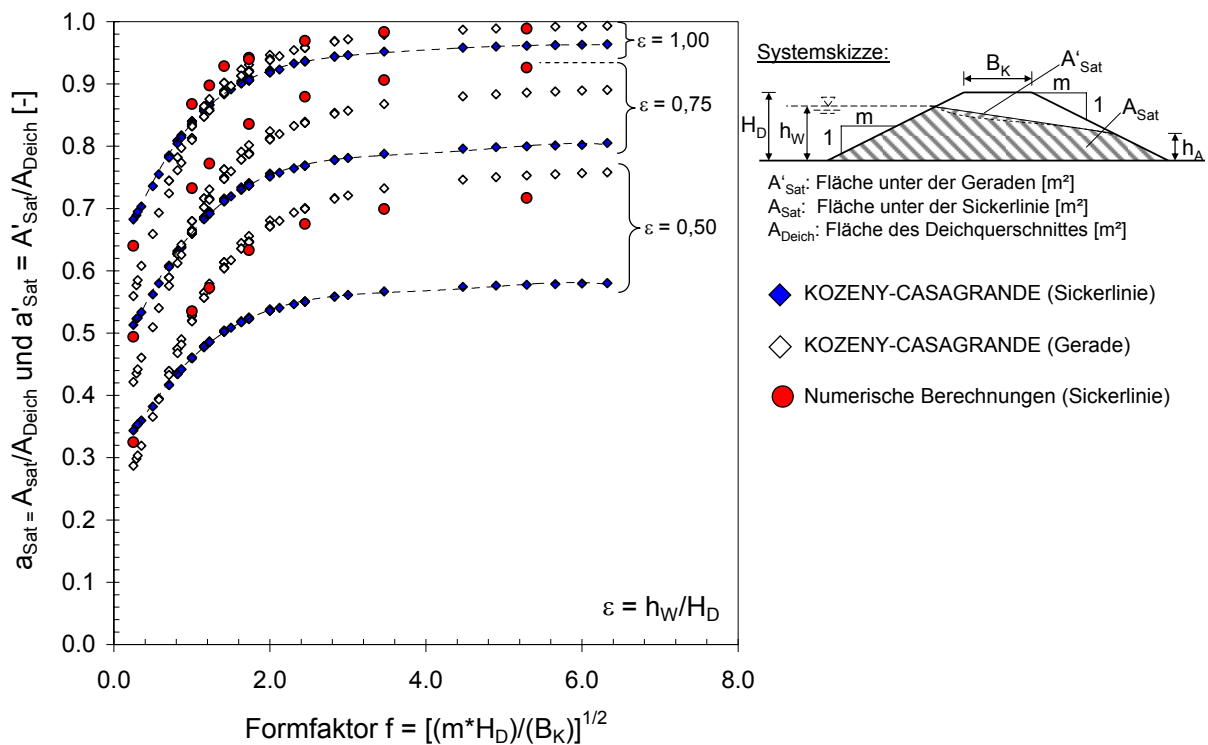 a_Sat = A_sat/A_Deich und a'_Sat = A'_Sat/A_Deich [-]
1.0
0.9
0.8
0.7
0.6
0.5
0.4
0.3
0.2
0.1
0.0
0.0
2.0
4.0
6.0
8.0
Formfaktor f = [(m*H_D)/(B_K)]^1/2
ε = 1,00
ε = 0,75
ε = 0,50
ε = h_W/H_D
Systemskizze:
B_K
A‘_Sat
m
1
A_Sat
H_D
h_W
m
1
h_A
A‘_Sat: Fläche unter der Geraden [m²]
A_Sat: Fläche unter der Sickerlinie [m²]
A_Deich: Fläche des Deichquerschnittes [m²]
KOZENY-CASAGRANDE (Sickerlinie)
KOZENY-CASAGRANDE (Gerade)
Numerische Berechnungen (Sickerlinie)